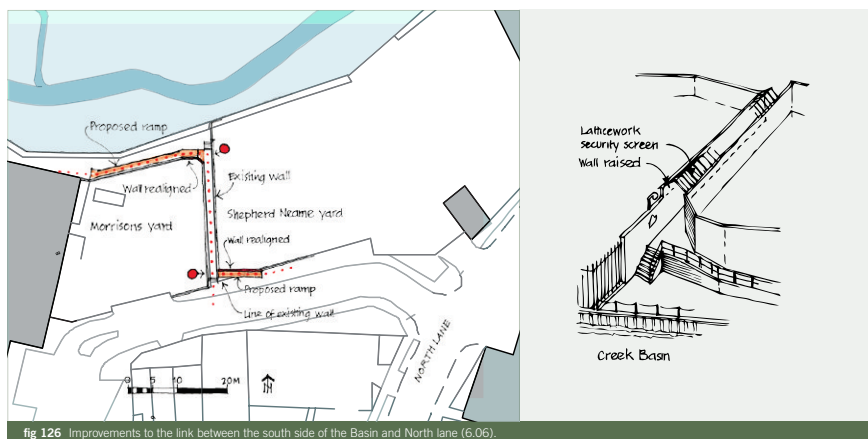 Proposed ramp
Existing wall
Wall realigned
Morrisons yard
Shepherd Neame yard
Wall realigned
Proposed ramp
Line of existing wall
NORTH LANE
0 5 10 20M
N
Latticework
security screen
Wall raised
Creek Basin
fig 126 Improvements to the link between the south side of the Basin and North lane (6.06).